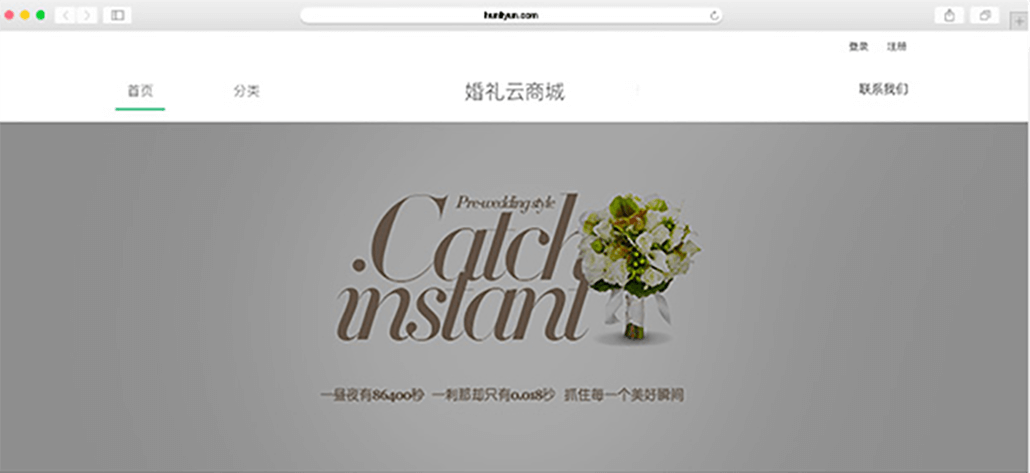 hunliyun.com
登录 注册
首页 分类 婚礼云商城 联系我们
Pre-wedding style
Catch
instant
一昼夜有86400秒 一刹那却只有0.018秒 抓住每一个美好瞬间